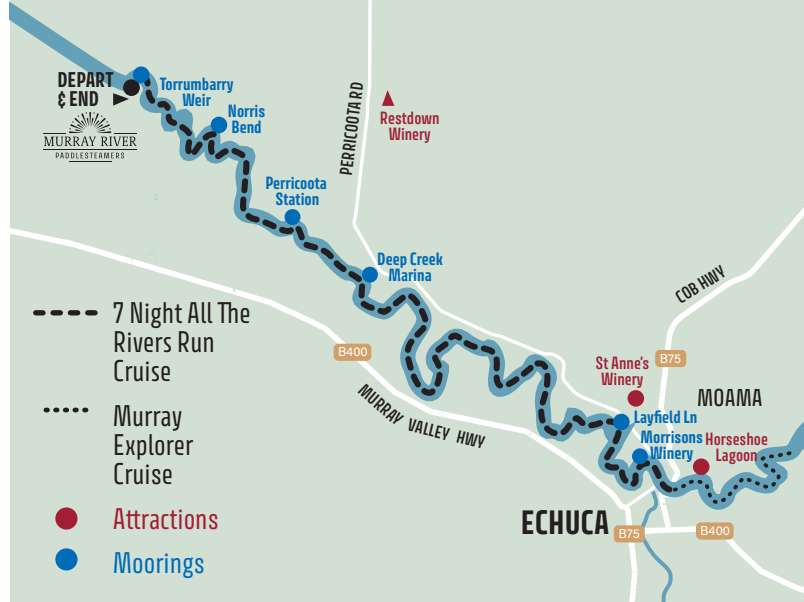 DEPART
& END
MURRAY RIVER
PADDLESTEAMERS
Torrumbarry
Weir
Norris
Bend
PERRICOOTA RD
Restdown
Winery
Perricoota
Station
Deep Creek
Marina
COB HWY
7 Night All The
Rivers Run
Cruise
B400
St Anne's
Winery
B75
MOAMA
MURRAY VALLEY HWY
Layfield Ln
Murray
Explorer
Cruise
Morrisons
Winery
Horseshoe
Lagoon
Attractions
ECHUCA
B75
B400
Moorings